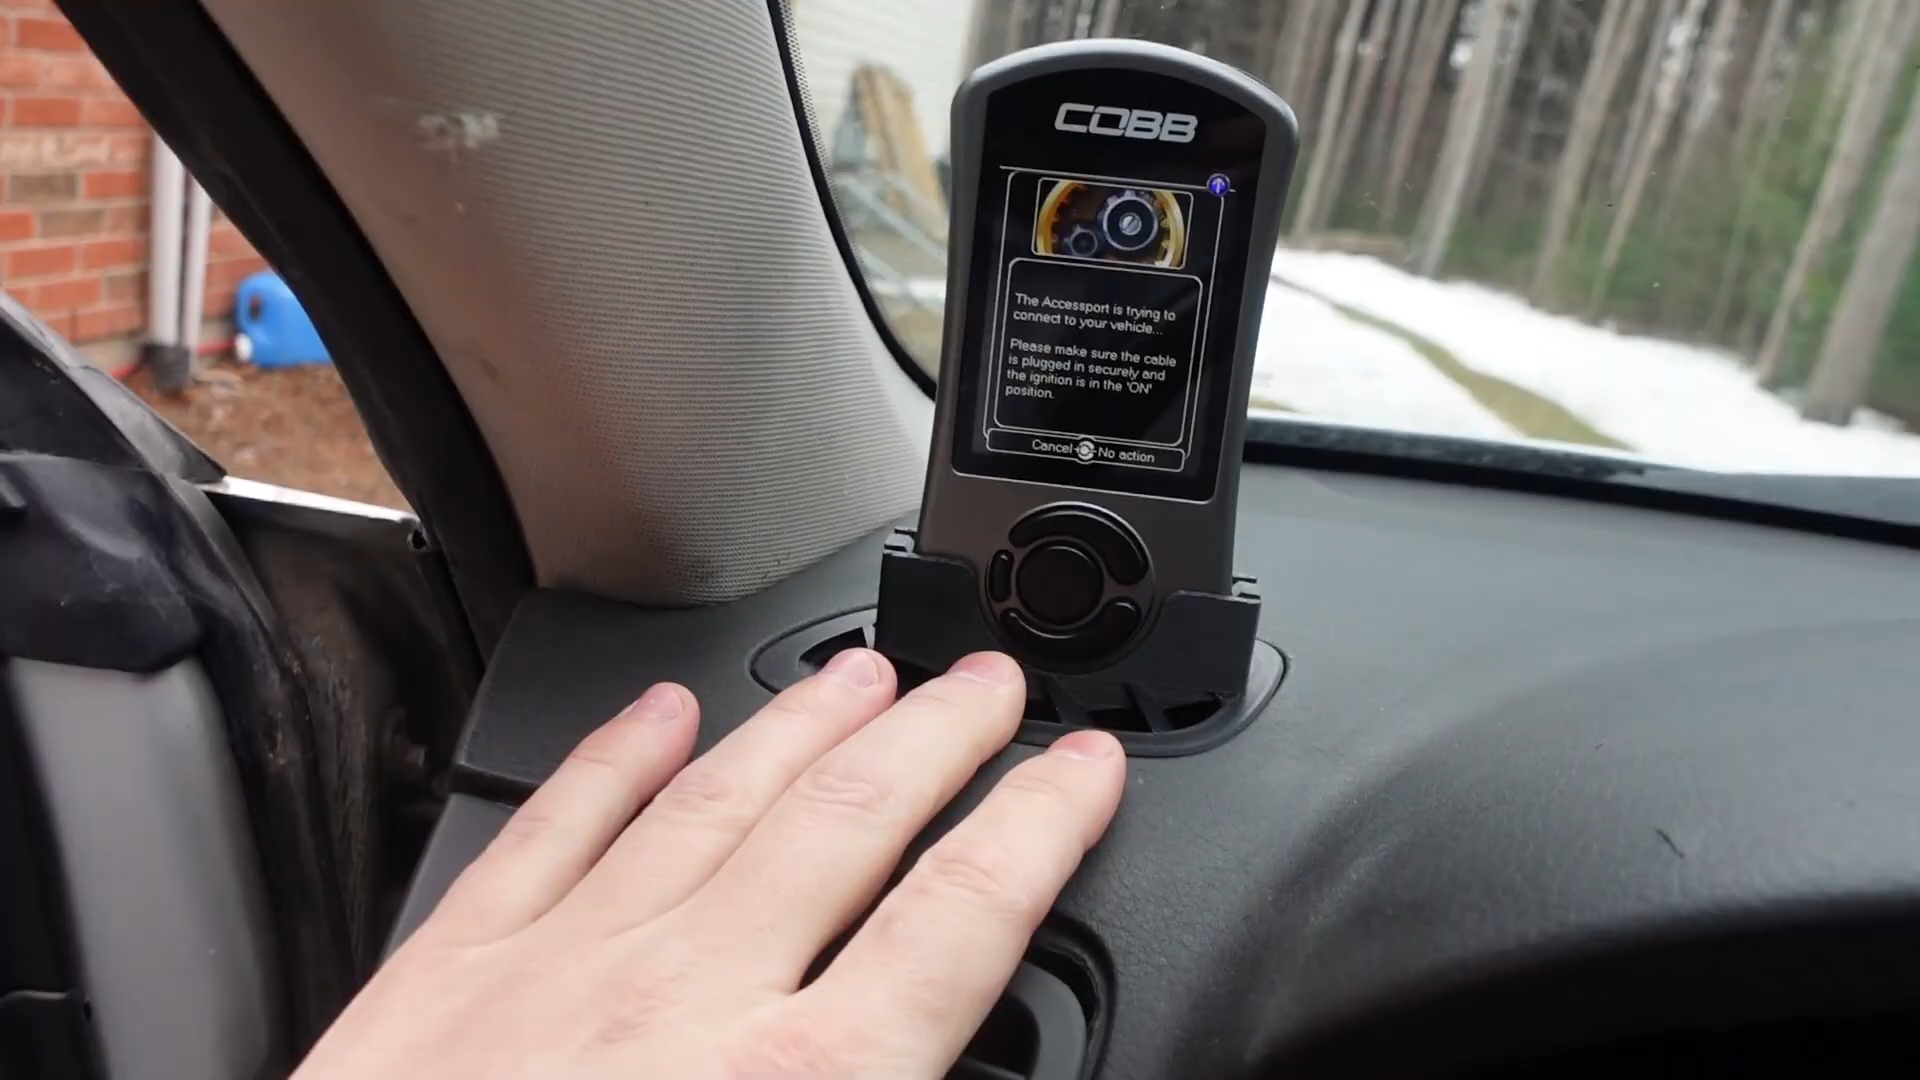 COBB
The Accessport is trying to
connect to your vehicle...
Please make sure the cable
is plugged in securely and
the ignition is in the 'ON'
position.
Cancel No action